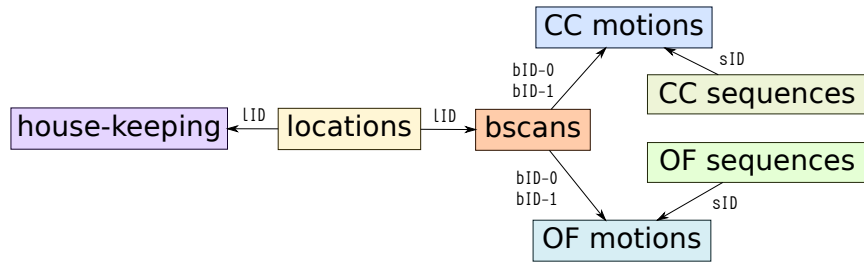 CC motions
bID-0
bID-1
sID
CC sequences
house-keeping
lID
locations
lID
bscans
OF sequences
bID-0
bID-1
sID
OF motions